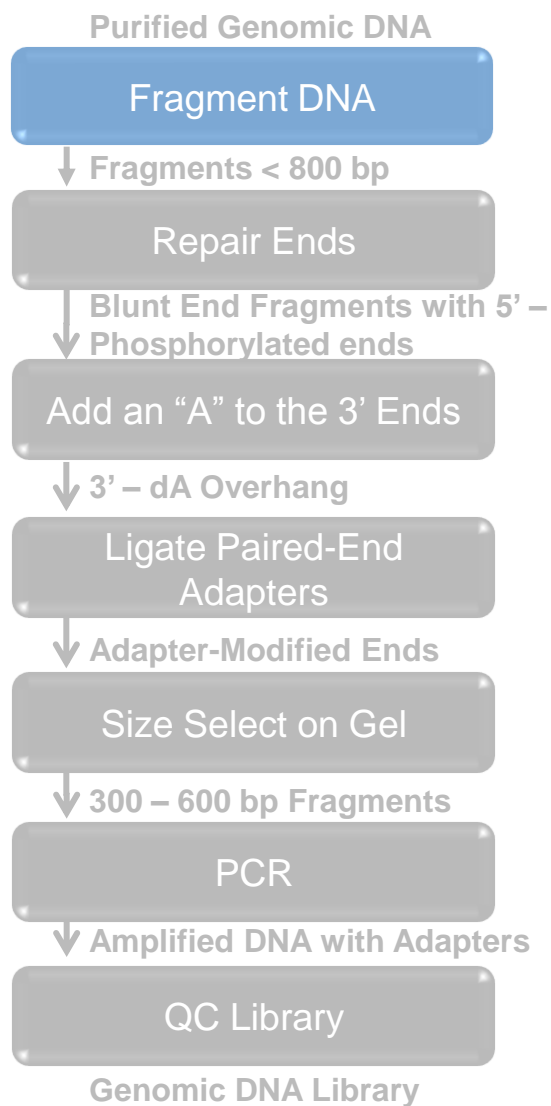 Purified Genomic DNA
Fragment DNA
Fragments < 800 bp
Repair Ends
Blunt End Fragments with 5’ –
Phosphorylated ends
Add an “A” to the 3’ Ends
3’ – dA Overhang
Ligate Paired-End
Adapters
Adapter-Modified Ends
Size Select on Gel
300 – 600 bp Fragments
PCR
Amplified DNA with Adapters
QC Library
Genomic DNA Library